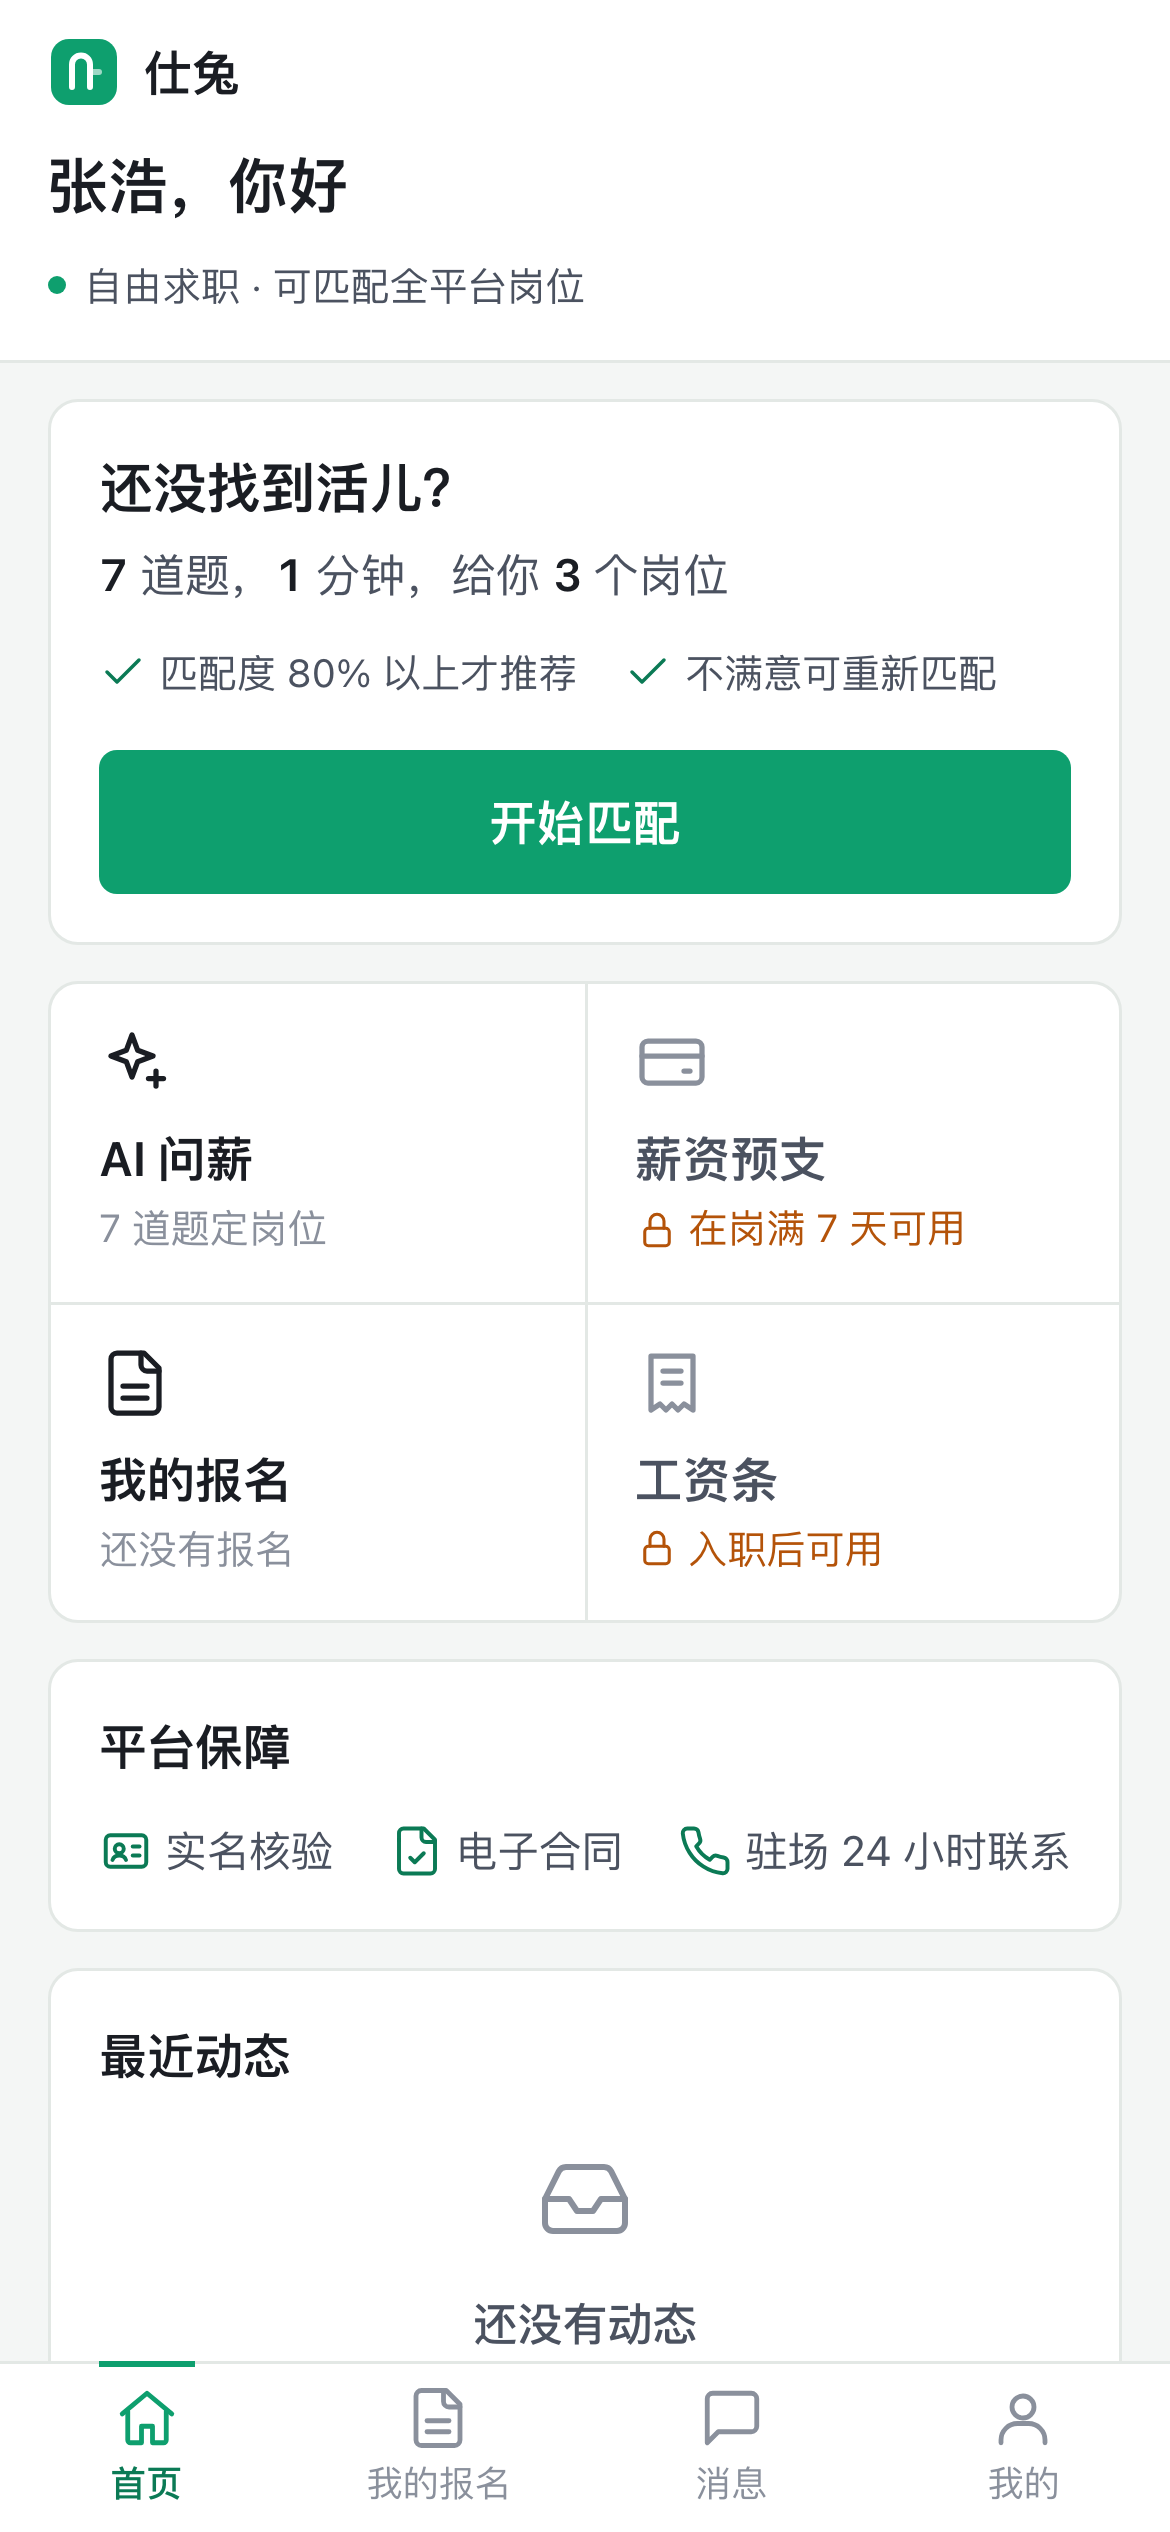 仕兔
张浩，你好
自由求职 · 可匹配全平台岗位
还没找到活儿?
7 道题，1 分钟，给你 3 个岗位
匹配度 80% 以上才推荐 不满意可重新匹配
开始匹配
AI 问薪
7 道题定岗位
薪资预支
在岗满 7 天可用
我的报名
还没有报名
工资条
入职后可用
平台保障
实名核验 电子合同 驻场 24 小时联系
最近动态
还没有动态
首页 我的报名 消息 我的